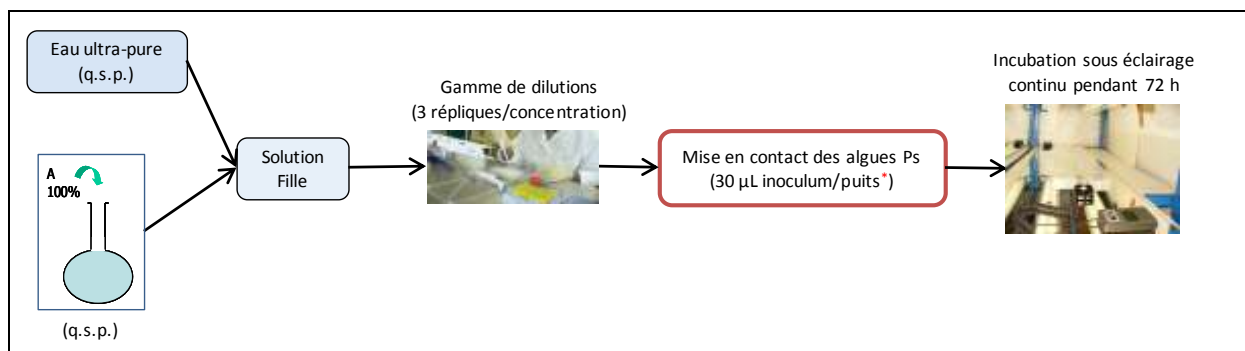 Eau ultra-pure
(q.s.p.)
A
100%
(q.s.p.)
Solution
Fille
Gamme de dilutions
(3 répliques/concentration)
Mise en contact des algues Ps
(30 µL inoculum/puits*)
Incubation sous éclairage
continu pendant 72 h